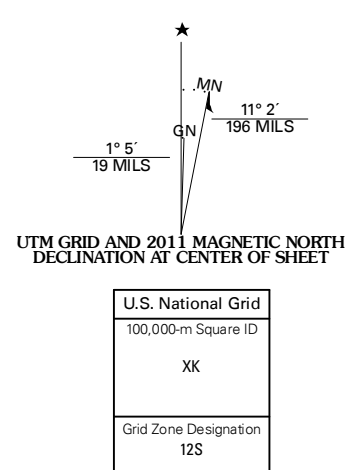 MN
GN
11° 2´
196 MILS
1° 5´
19 MILS
UTM GRID AND 2011 MAGNETIC NORTH
DECLINATION AT CENTER OF SHEET
U.S. National Grid
100,000-m Square ID
XK
Grid Zone Designation
12S